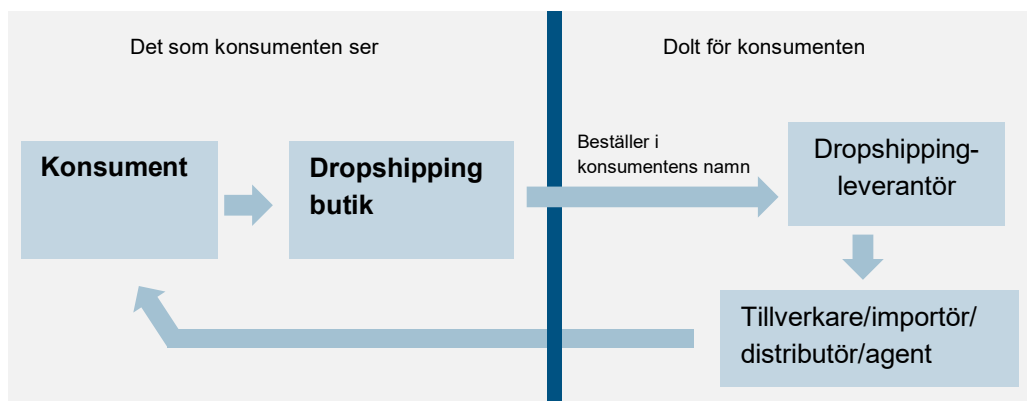 Det som konsumenten ser
Dolt för konsumenten
Konsument
Dropshipping
butik
Beställer i
konsumentens namn
Dropshipping-
leverantör
Tillverkare/importör/
distributör/agent